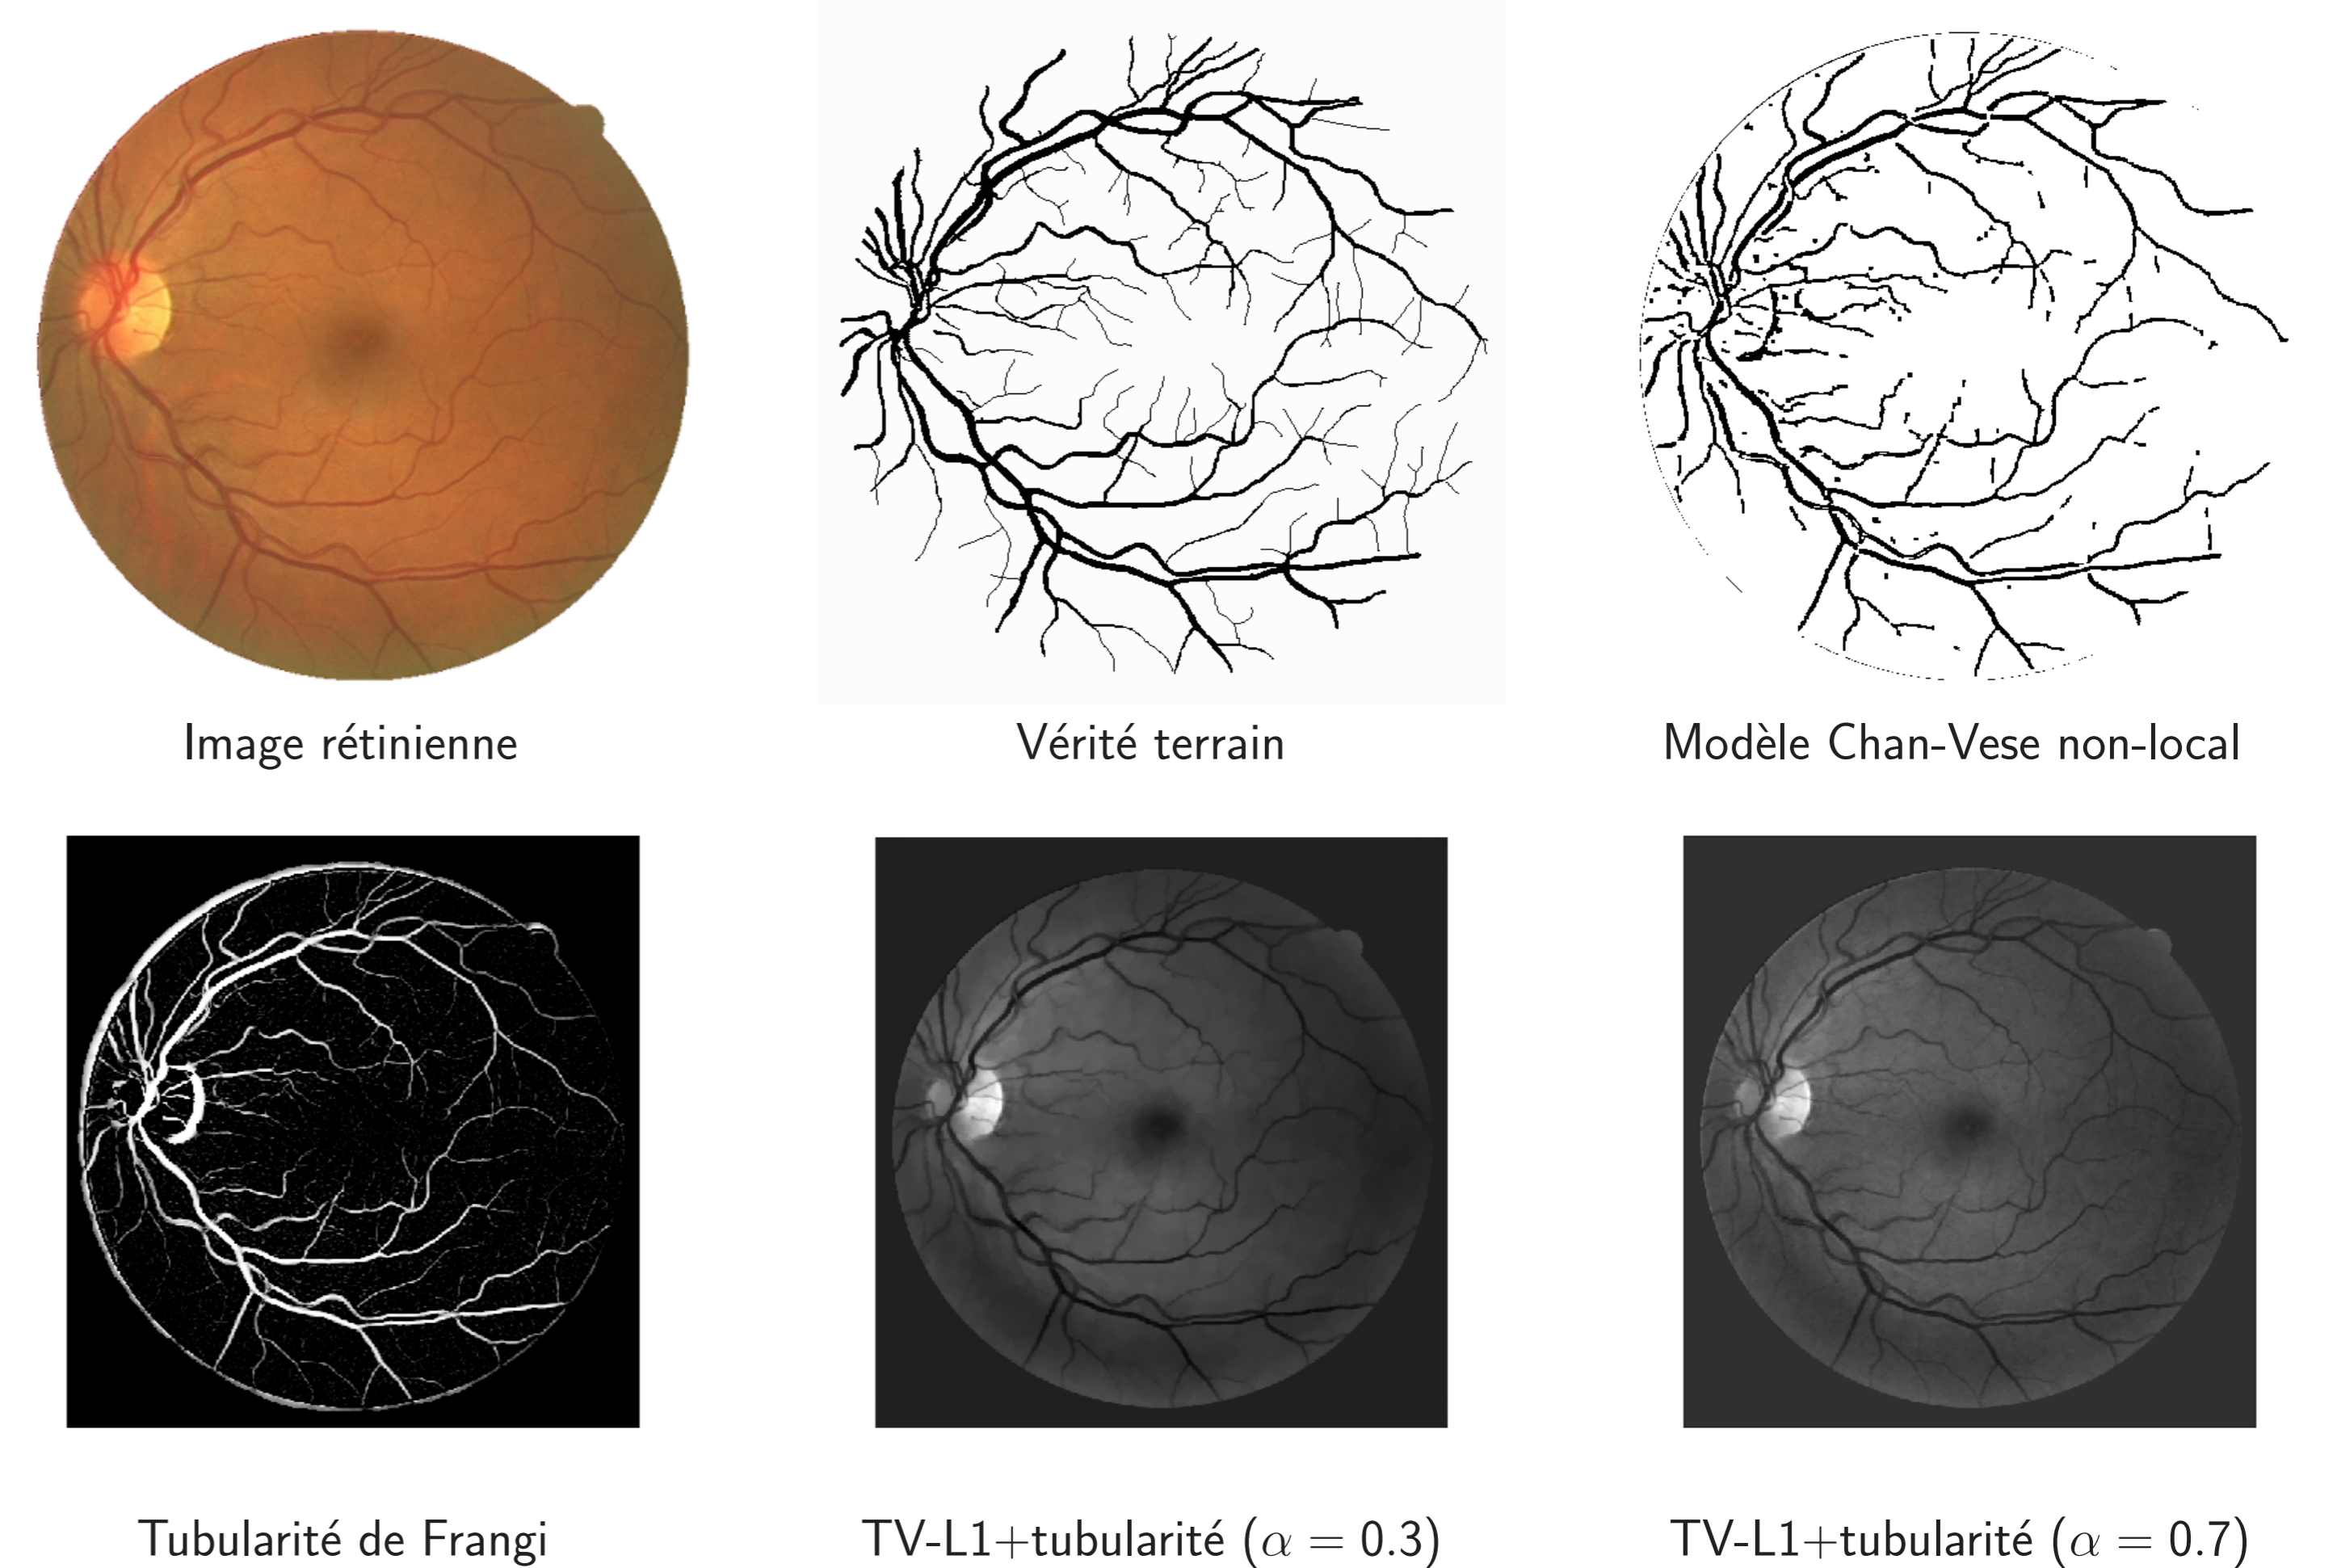 Image rétinienne
Vérité terrain
Modèle Chan-Vese non-local
Tubularité de Frangi
TV-L1+tubularité (α = 0.3)
TV-L1+tubularité (α = 0.7)